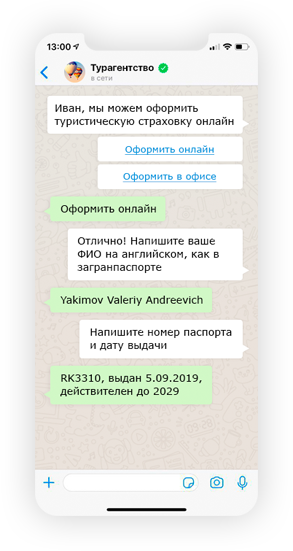 13:00
Турагентство
в сети
Иван, мы можем оформить
туристическую страховку онлайн
Оформить онлайн
Оформить в офисе
Оформить онлайн
Отлично! Напишите ваше
ФИО на английском, как в
загранпаспорте
Yakimov Valeriy Andreevich
Напишите номер паспорта
и дату выдачи
RK3310, выдан 5.09.2019,
действителен до 2029